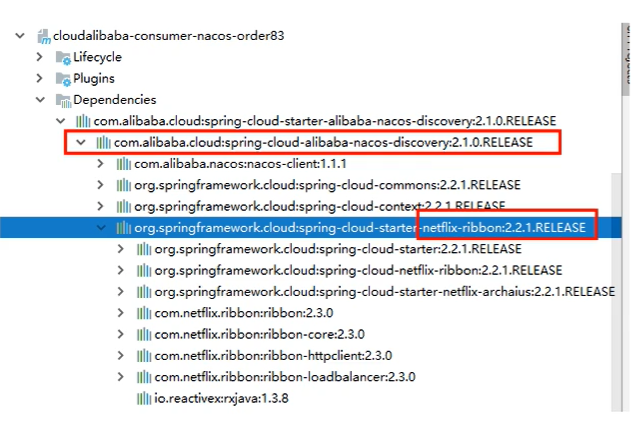 cloudalibaba-consumer-nacos-order83
Lifecycle
Plugins
Dependencies
com.alibaba.cloud:spring-cloud-starter-alibaba-nacos-discovery:2.1.0.RELEASE
com.alibaba.cloud:spring-cloud-alibaba-nacos-discovery:2.1.0.RELEASE
com.alibaba.nacos:nacos-client:1.1.1
org.springframework.cloud:spring-cloud-commons:2.2.1.RELEASE
org.springframework.cloud:spring-cloud-context:2.2.1.RELEASE
org.springframework.cloud:spring-cloud-starter-netflix-ribbon:2.2.1.RELEASE
org.springframework.cloud:spring-cloud-starter:2.2.1.RELEASE
org.springframework.cloud:spring-cloud-netflix-ribbon:2.2.1.RELEASE
org.springframework.cloud:spring-cloud-starter-netflix-archaius:2.2.1.RELEASE
com.netflix.ribbon:ribbon:2.3.0
com.netflix.ribbon:ribbon-core:2.3.0
com.netflix.ribbon:ribbon-httpclient:2.3.0
com.netflix.ribbon:ribbon-loadbalancer:2.3.0
io.reactivex:rxjava:1.3.8